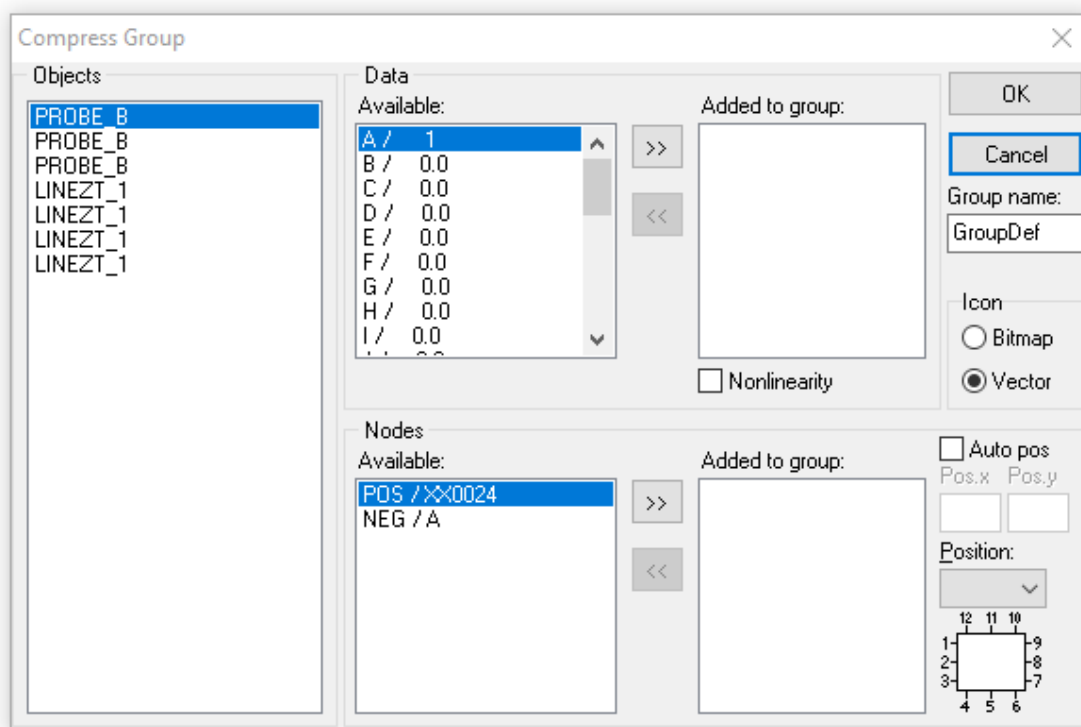 Compress Group
Objects
PROBE_B
PROBE_B
PROBE_B
LINEZT_1
LINEZT_1
LINEZT_1
LINEZT_1
Data
Available:
A / 1
B / 0.0
C / 0.0
D / 0.0
E / 0.0
F / 0.0
G / 0.0
H / 0.0
I / 0.0
>>
<<
Added to group:
Nonlinearity
OK
Cancel
Group name:
GroupDef
Icon
Bitmap
Vector
Nodes
Available:
POS / XX0024
NEG / A
>>
<<
Added to group:
Auto pos
Pos.x Pos.y
Position:
12 11 10
1 9
2 8
3 7
4 5 6